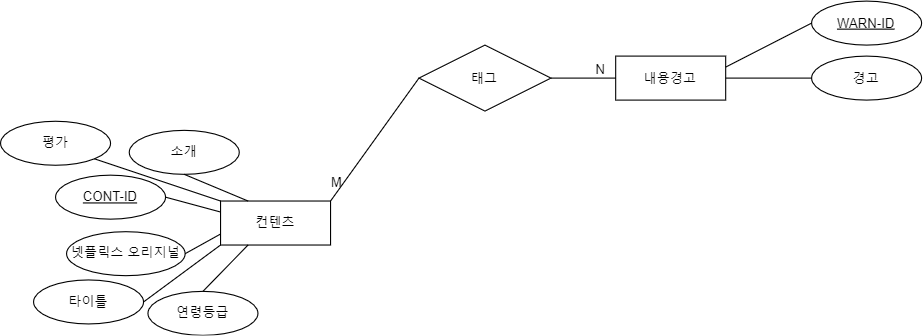 WARN-ID
태그
N
내용경고
경고
평가
소개
M
CONT-ID
컨텐츠
넷플릭스 오리지널
타이틀
연령등급